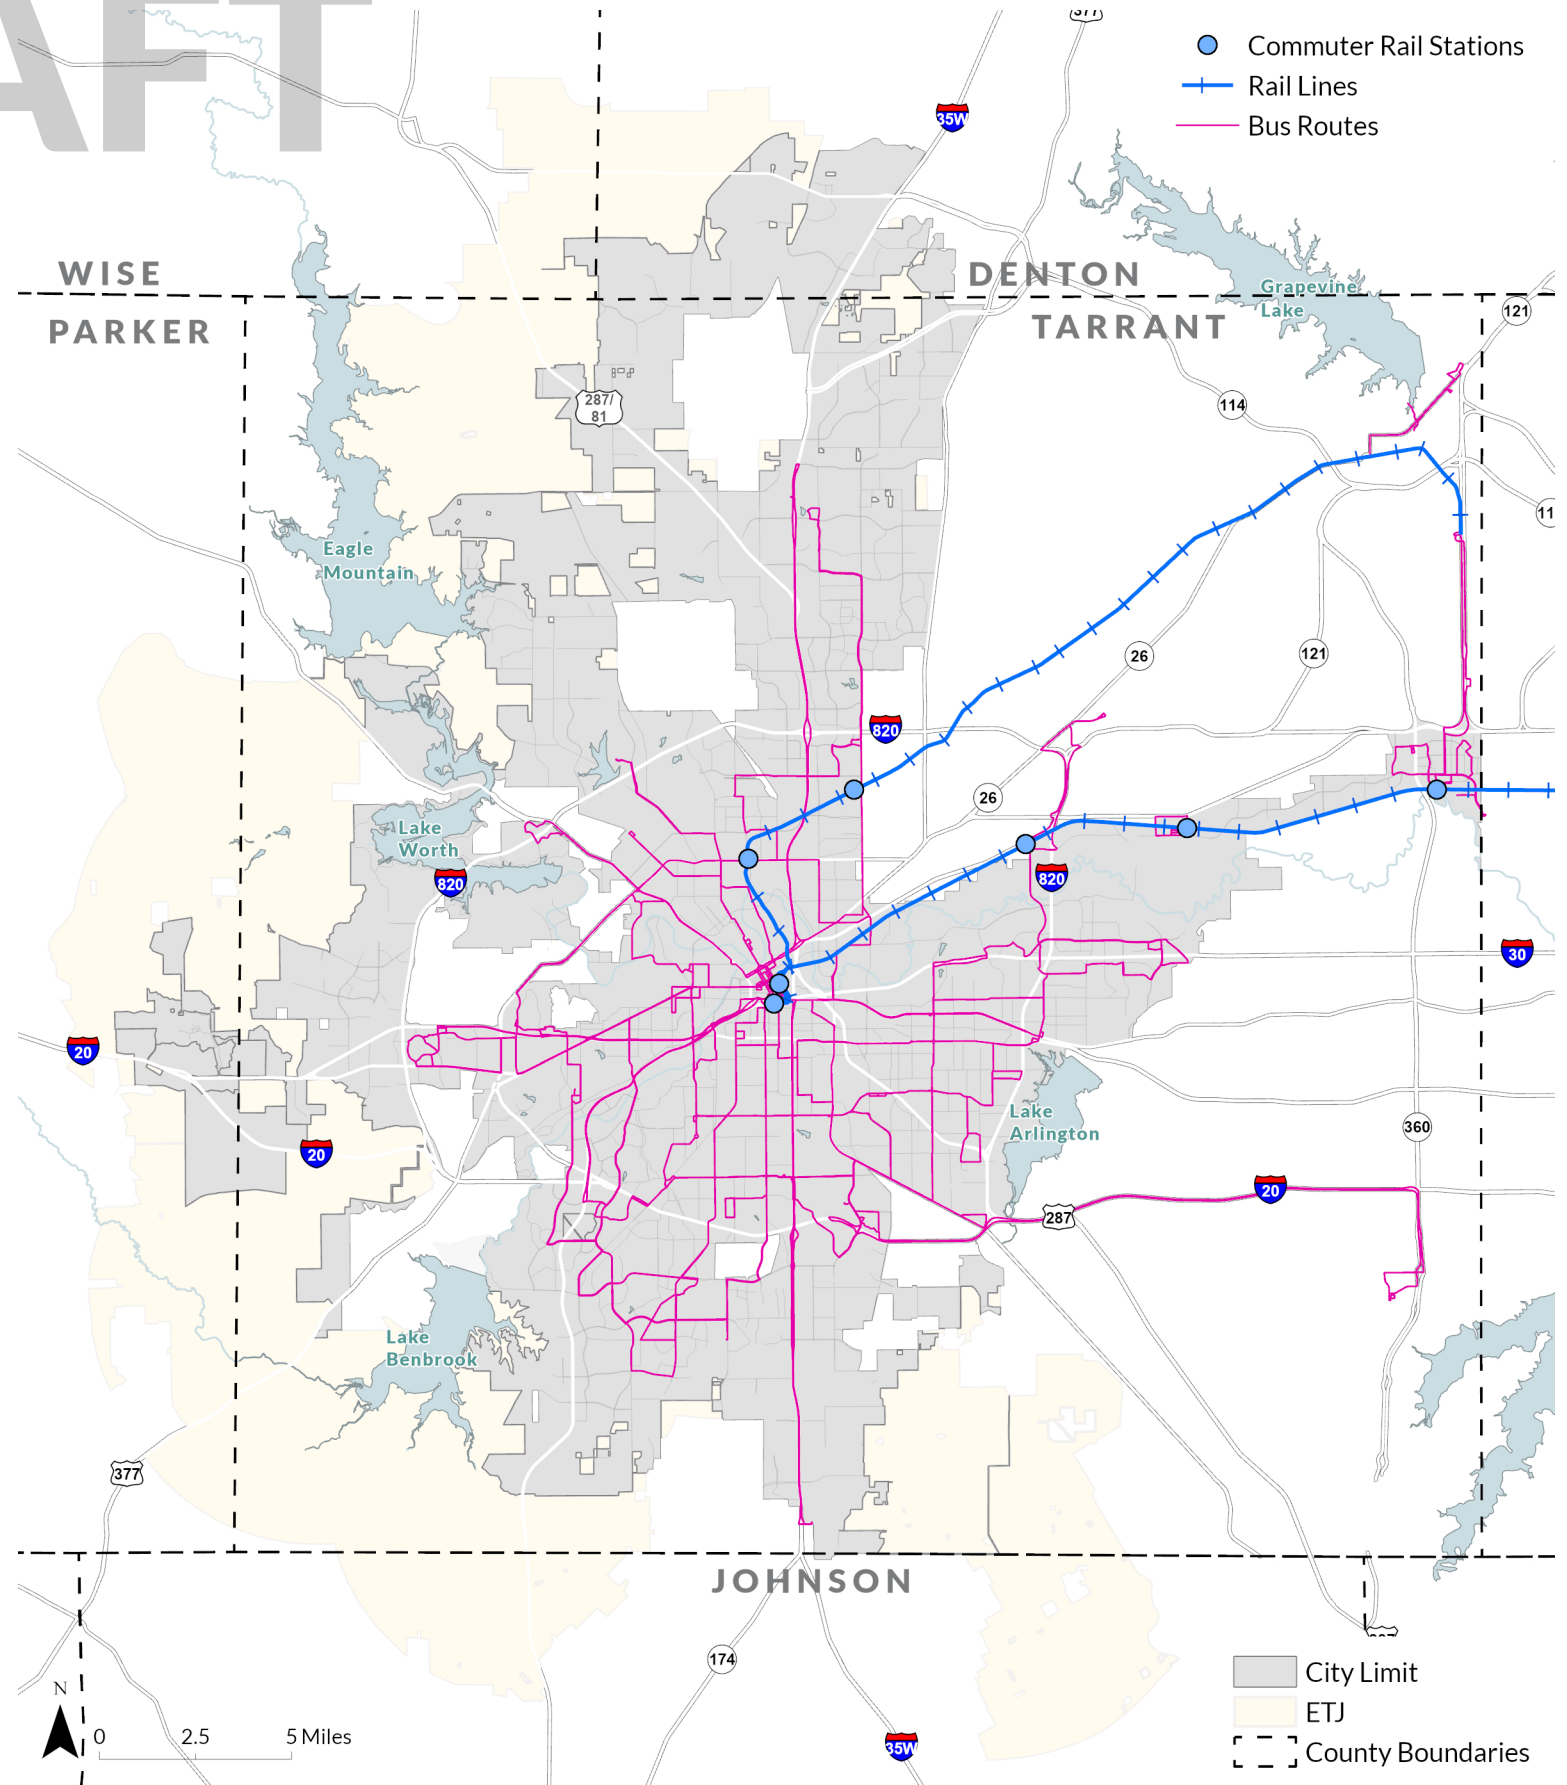 AFT
377
Commuter Rail Stations
Rail Lines
Bus Routes
35W
WISE
DENTON
PARKER
TARRANT
Grapevine
Lake
121
287/
81
114
Eagle
Mountain
26
121
820
26
Lake
Worth
820
820
30
20
Lake
Arlington
360
20
20
287
Lake
Benbrook
377
JOHNSON
174
35W
City Limit
ETJ
County Boundaries
N
0 2.5 5 Miles